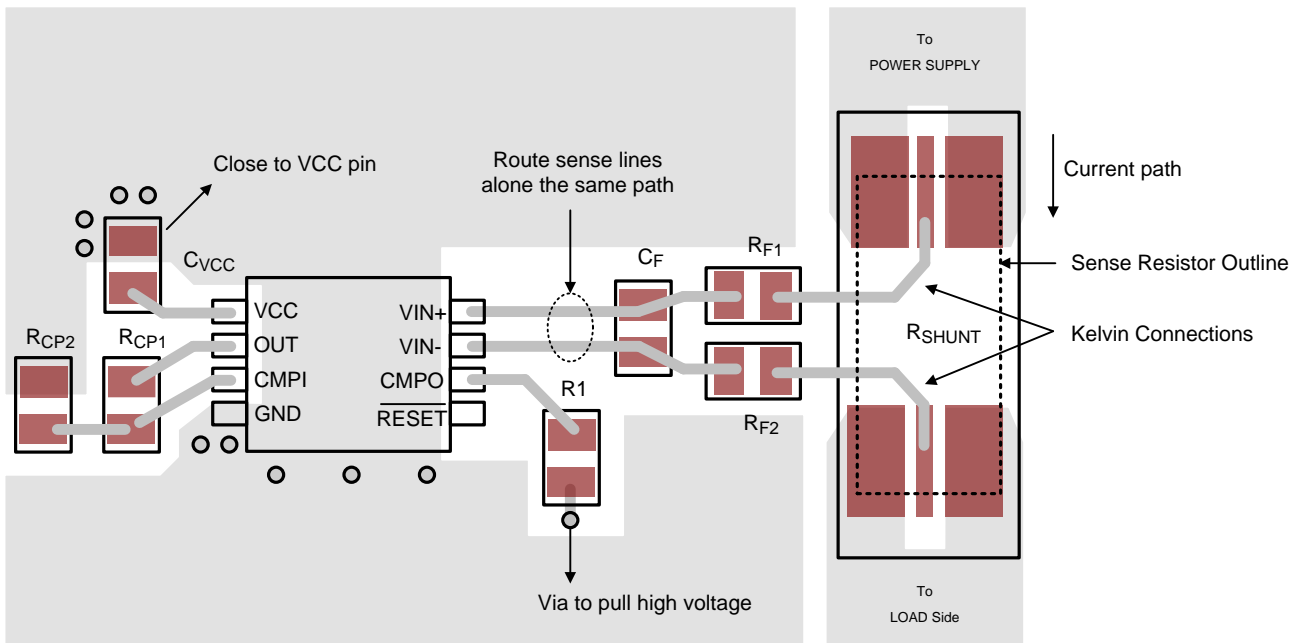 To
POWER SUPPLY
Close to VCC pin
Route sense lines
alone the same path
Current path
CVCC
CF
RF1
Sense Resistor Outline
VCC
VIN+
RCP2
RCP1
OUT
VIN-
RSHUNT
Kelvin Connections
CMPI
CMPO
R1
GND
RESET
RF2
Via to pull high voltage
To
LOAD Side